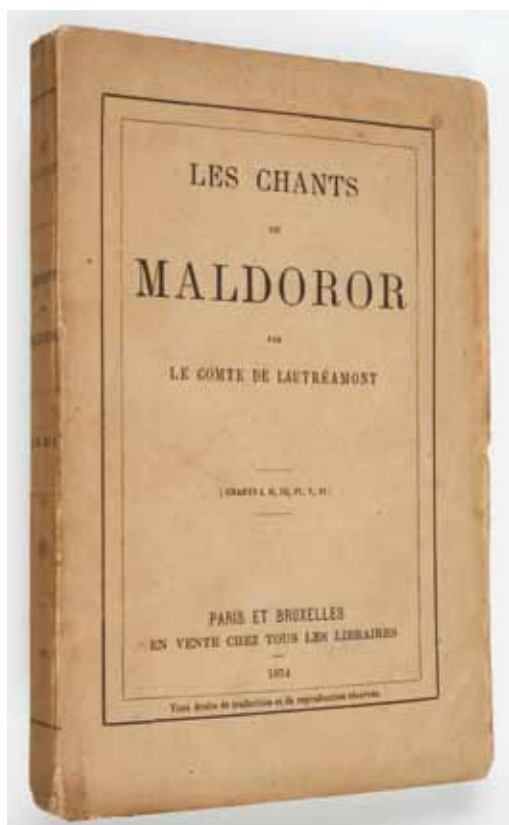 LES CHANTS
DE
MALDOROR
PAR
LE COMTE DE LAUTRÉAMONT
(CHANTS I, II, III, IV, V, VI)
PARIS ET BRUXELLES
EN VENTE CHEZ TOUS LES LIBRAIRES
1874
Tous droits de traduction et de reproduction réservés